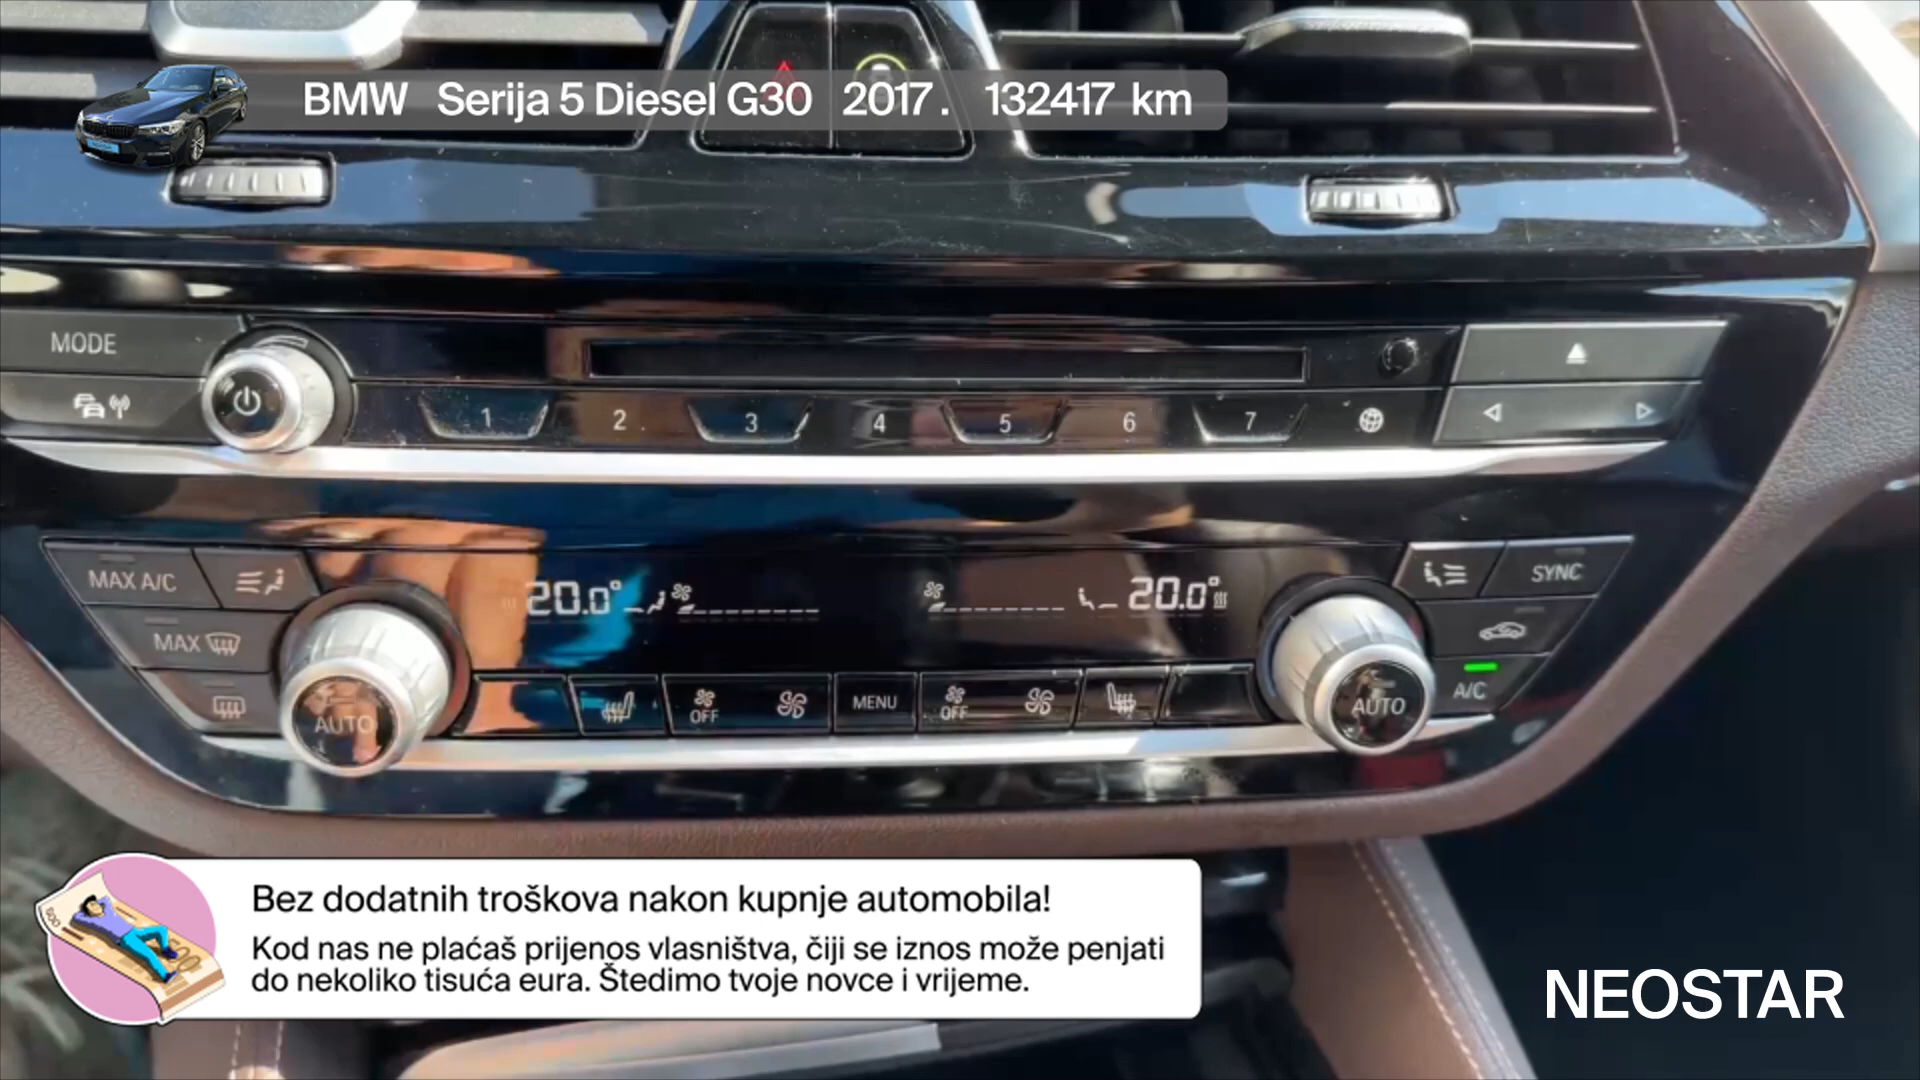 BMW Serija 5 Diesel G30 2017. 132417 km
MODE
1 2 3 4 5 6 7
MAX A/C
20.0°
20.0°
SYNC
MAX
A/C
AUTO
OFF
MENU
OFF
AUTO
Bez dodatnih troškova nakon kupnje automobila!
Kod nas ne plaćaš prijenos vlasništva, čiji se iznos može penjati
do nekoliko tisuća eura. Štedimo tvoje novce i vrijeme.
NEOSTAR